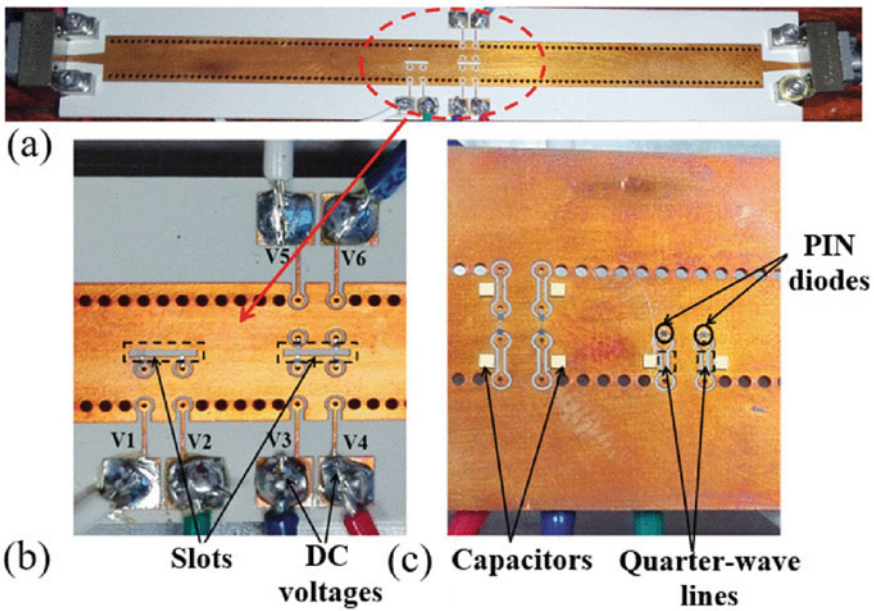 (a)
V5 V6
V1 V2 V3 V4
PIN
diodes
(b)
Slots
DC
voltages
(c)
Capacitors
Quarter-wave
lines